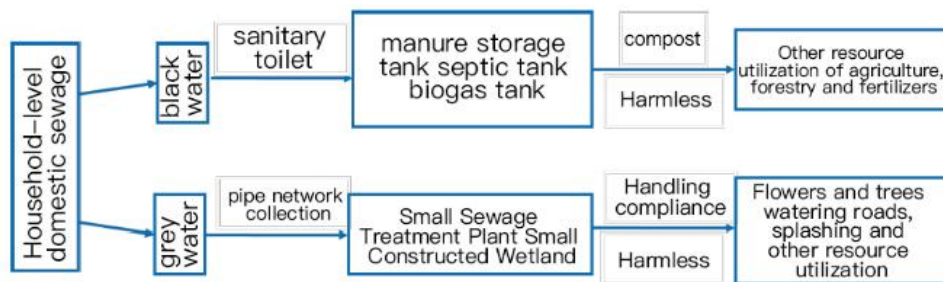 Household-level
domestic sewage
black
water
sanitary
toilet
manure storage
tank septic tank
biogas tank
compost
Harmless
Other resource
utilization of agriculture,
forestry and fertilizers
grey
water
pipe network
collection
Small Sewage
Treatment Plant Small
Constructed Wetland
Handling
compliance
Harmless
Flowers and trees
watering roads,
splashing and
other resource
utilization